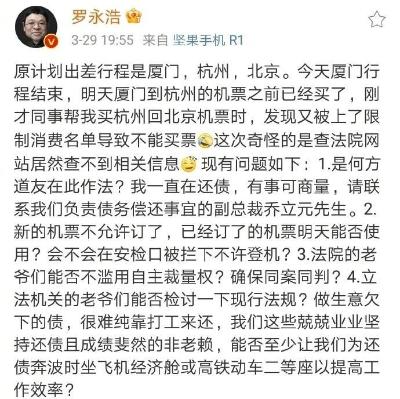 罗永浩
3-29 19:55 来自 坚果手机 R1
原计划出差行程是厦门，杭州，北京。今天厦门行
程结束，明天厦门到杭州的机票之前已经买了，刚
才同事帮我买杭州回北京机票时，发现又被上了限
制消费名单导致不能买票 这次奇怪的是查法院网
站居然查不到相关信息 现有问题如下：1.是何方
道友在此作法？我一直在还债，有事可商量，请联
系我们负责债务偿还事宜的副总裁乔立元先生。2.
新的机票不允许订了，已经订了的机票明天能否使
用？会不会在安检口被拦下不许登机？3.法院的老
爷们能否不滥用自主裁量权？确保同案同判？4.立
法机关的老爷们能否检讨一下现行法规？做生意欠
下的债，很难纯靠打工来还，我们这些兢兢业业坚
持还债且成绩斐然的非老赖，能否至少让我们为还
债奔波时坐飞机经济舱或高铁动车二等座以提高工
作效率？